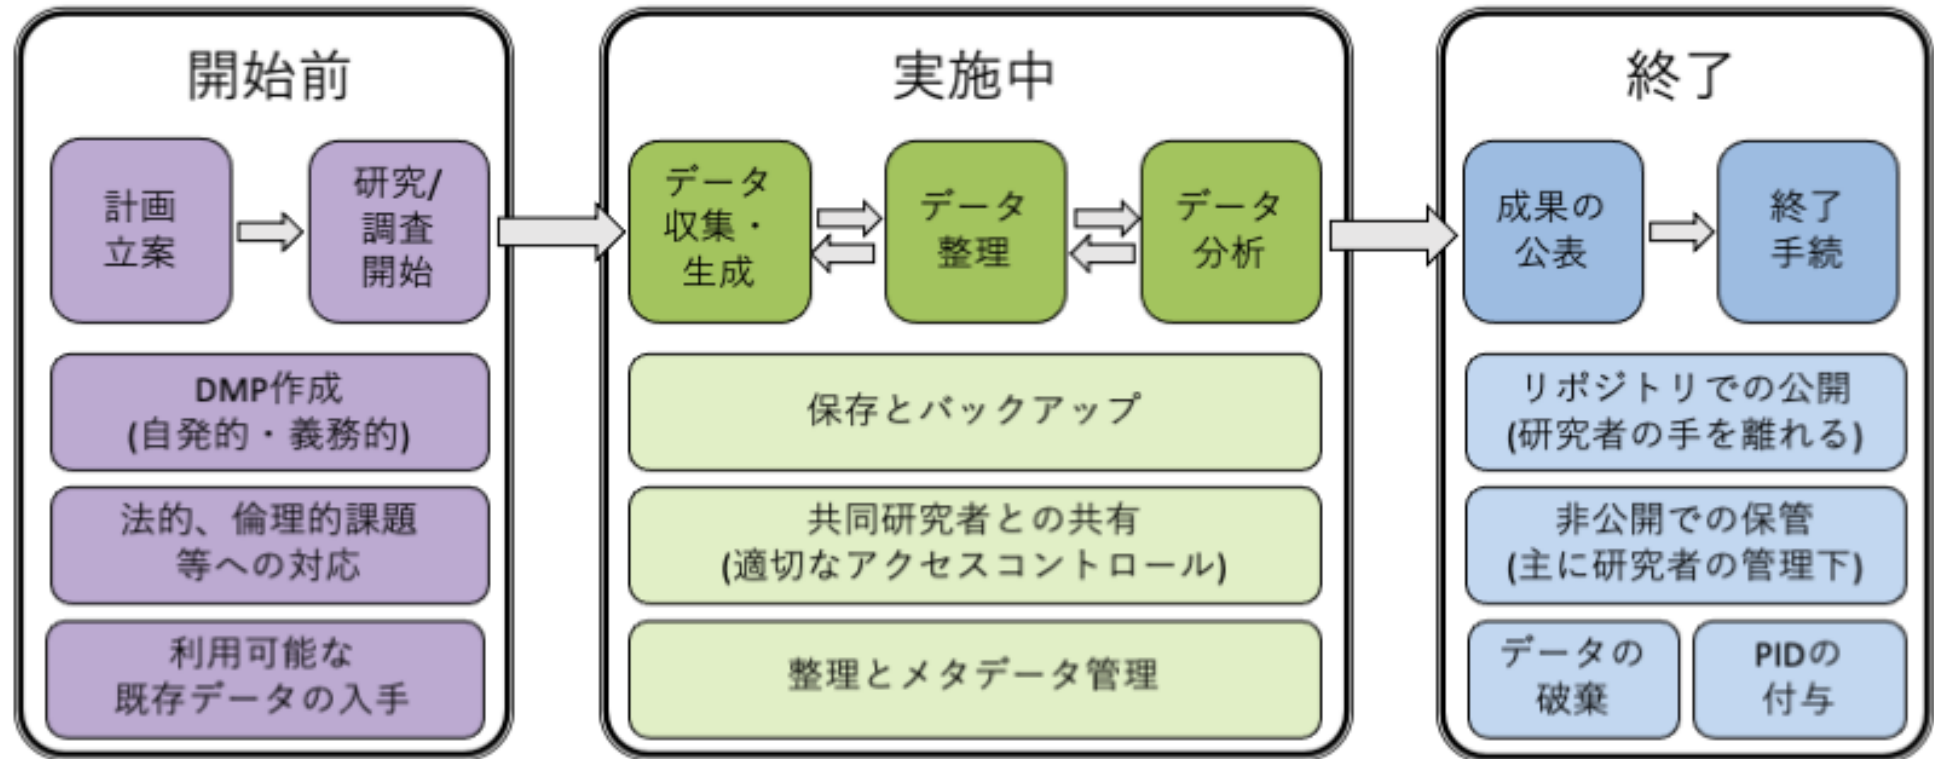 開始前
計画
立案
研究/
調査
開始
DMP作成
(自発的・義務的)
法的、倫理的課題
等への対応
利用可能な
既存データの入手
実施中
データ
収集・
生成
データ
整理
データ
分析
保存とバックアップ
共同研究者との共有
(適切なアクセスコントロール)
整理とメタデータ管理
終了
成果の
公表
終了
手続
リポジトリでの公開
(研究者の手を離れる)
非公開での保管
(主に研究者の管理下)
データの
破棄
PIDの
付与